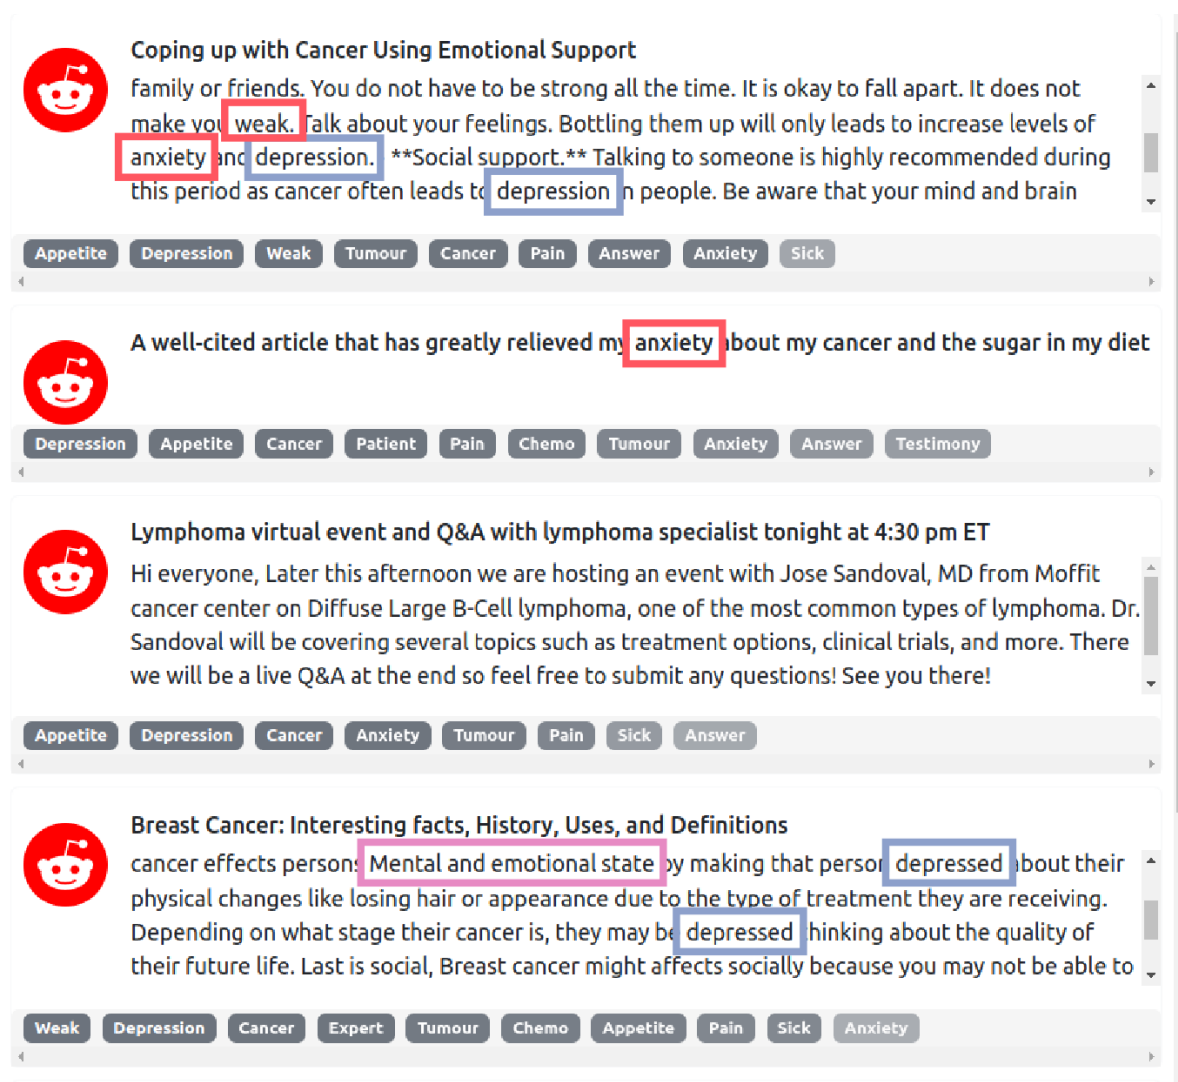 Coping up with Cancer Using Emotional Support
family or friends. You do not have to be strong all the time. It is okay to fall apart. It does not
make you weak. Talk about your feelings. Bottling them up will only leads to increase levels of
anxiety and depression. **Social support.** Talking to someone is highly recommended during
this period as cancer often leads to depression in people. Be aware that your mind and brain
Appetite Depression Weak Tumour Cancer Pain Answer Anxiety Sick
A well-cited article that has greatly relieved my anxiety about my cancer and the sugar in my diet
Depression Appetite Cancer Patient Pain Chemo Tumour Anxiety Answer Testimony
Lymphoma virtual event and Q&A with lymphoma specialist tonight at 4:30 pm ET
Hi everyone, Later this afternoon we are hosting an event with Jose Sandoval, MD from Moffit
cancer center on Diffuse Large B-Cell lymphoma, one of the most common types of lymphoma. Dr.
Sandoval will be covering several topics such as treatment options, clinical trials, and more. There
we will be a live Q&A at the end so feel free to submit any questions! See you there!
Appetite Depression Cancer Anxiety Tumour Pain Sick Answer
Breast Cancer: Interesting facts, History, Uses, and Definitions
cancer effects persons Mental and emotional state by making that person depressed about their
physical changes like losing hair or appearance due to the type of treatment they are receiving.
Depending on what stage their cancer is, they may be depressed thinking about the quality of
their future life. Last is social, Breast cancer might affects socially because you may not be able to
Weak Depression Cancer Expert Tumour Chemo Appetite Pain Sick Anxiety